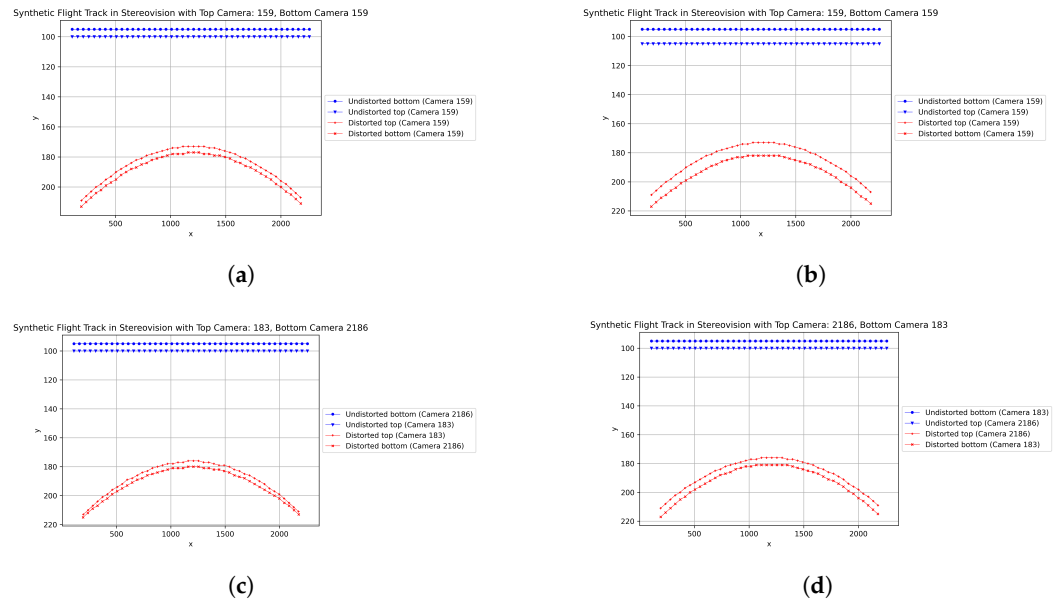 Synthetic Flight Track in Stereovision with Top Camera: 159, Bottom Camera 159
100
120
140
160
180
200
y
500
1000
1500
2000
x
Undistorted bottom (Camera 159)
Undistorted top (Camera 159)
Distorted top (Camera 159)
Distorted bottom (Camera 159)
(a)
Synthetic Flight Track in Stereovision with Top Camera: 159, Bottom Camera 159
100
120
140
160
180
200
220
y
500
1000
1500
2000
x
Undistorted bottom (Camera 159)
Undistorted top (Camera 159)
Distorted top (Camera 159)
Distorted bottom (Camera 159)
(b)
Synthetic Flight Track in Stereovision with Top Camera: 183, Bottom Camera 2186
100
120
140
160
180
200
220
y
500
1000
1500
2000
x
Undistorted bottom (Camera 2186)
Undistorted top (Camera 183)
Distorted top (Camera 183)
Distorted bottom (Camera 2186)
(c)
Synthetic Flight Track in Stereovision with Top Camera: 2186, Bottom Camera 183
100
120
140
160
180
200
220
y
500
1000
1500
2000
x
Undistorted bottom (Camera 183)
Undistorted top (Camera 2186)
Distorted top (Camera 2186)
Distorted bottom (Camera 183)
(d)